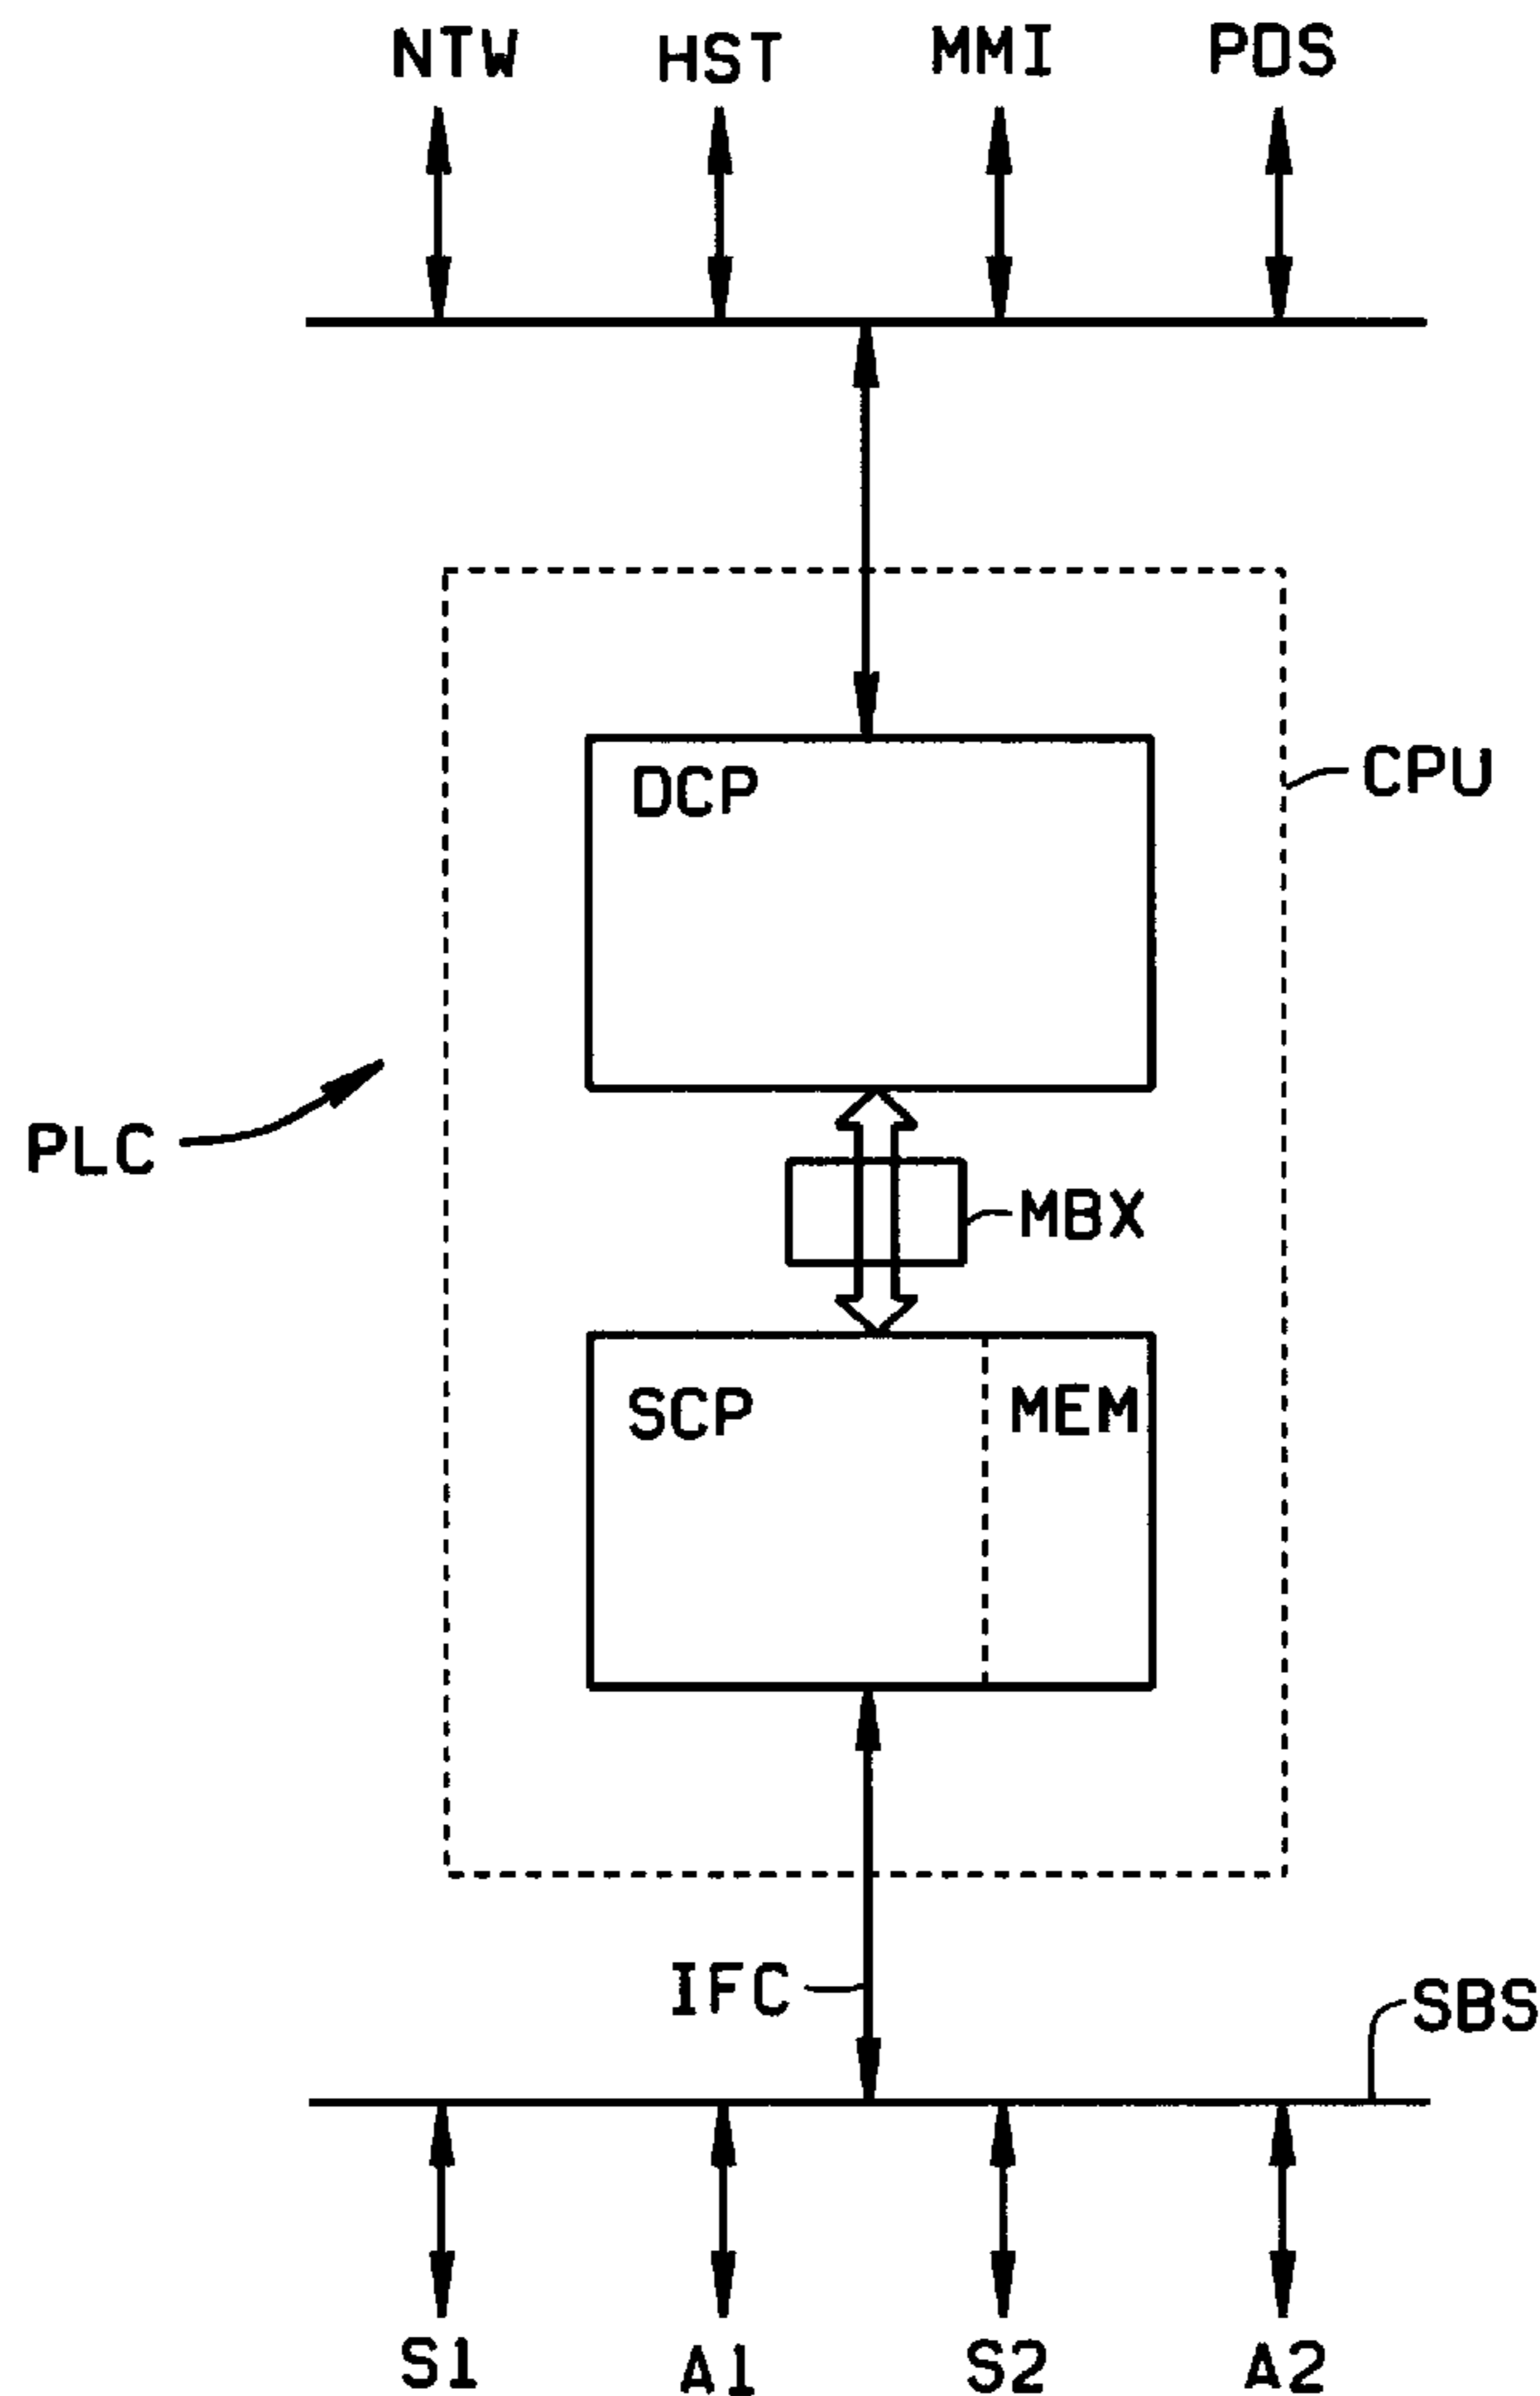 NTW HST MMI PDS
DCP
CPU
PLC
MBX
SCP MEM
IFC
SBS
S1 A1 S2 A2